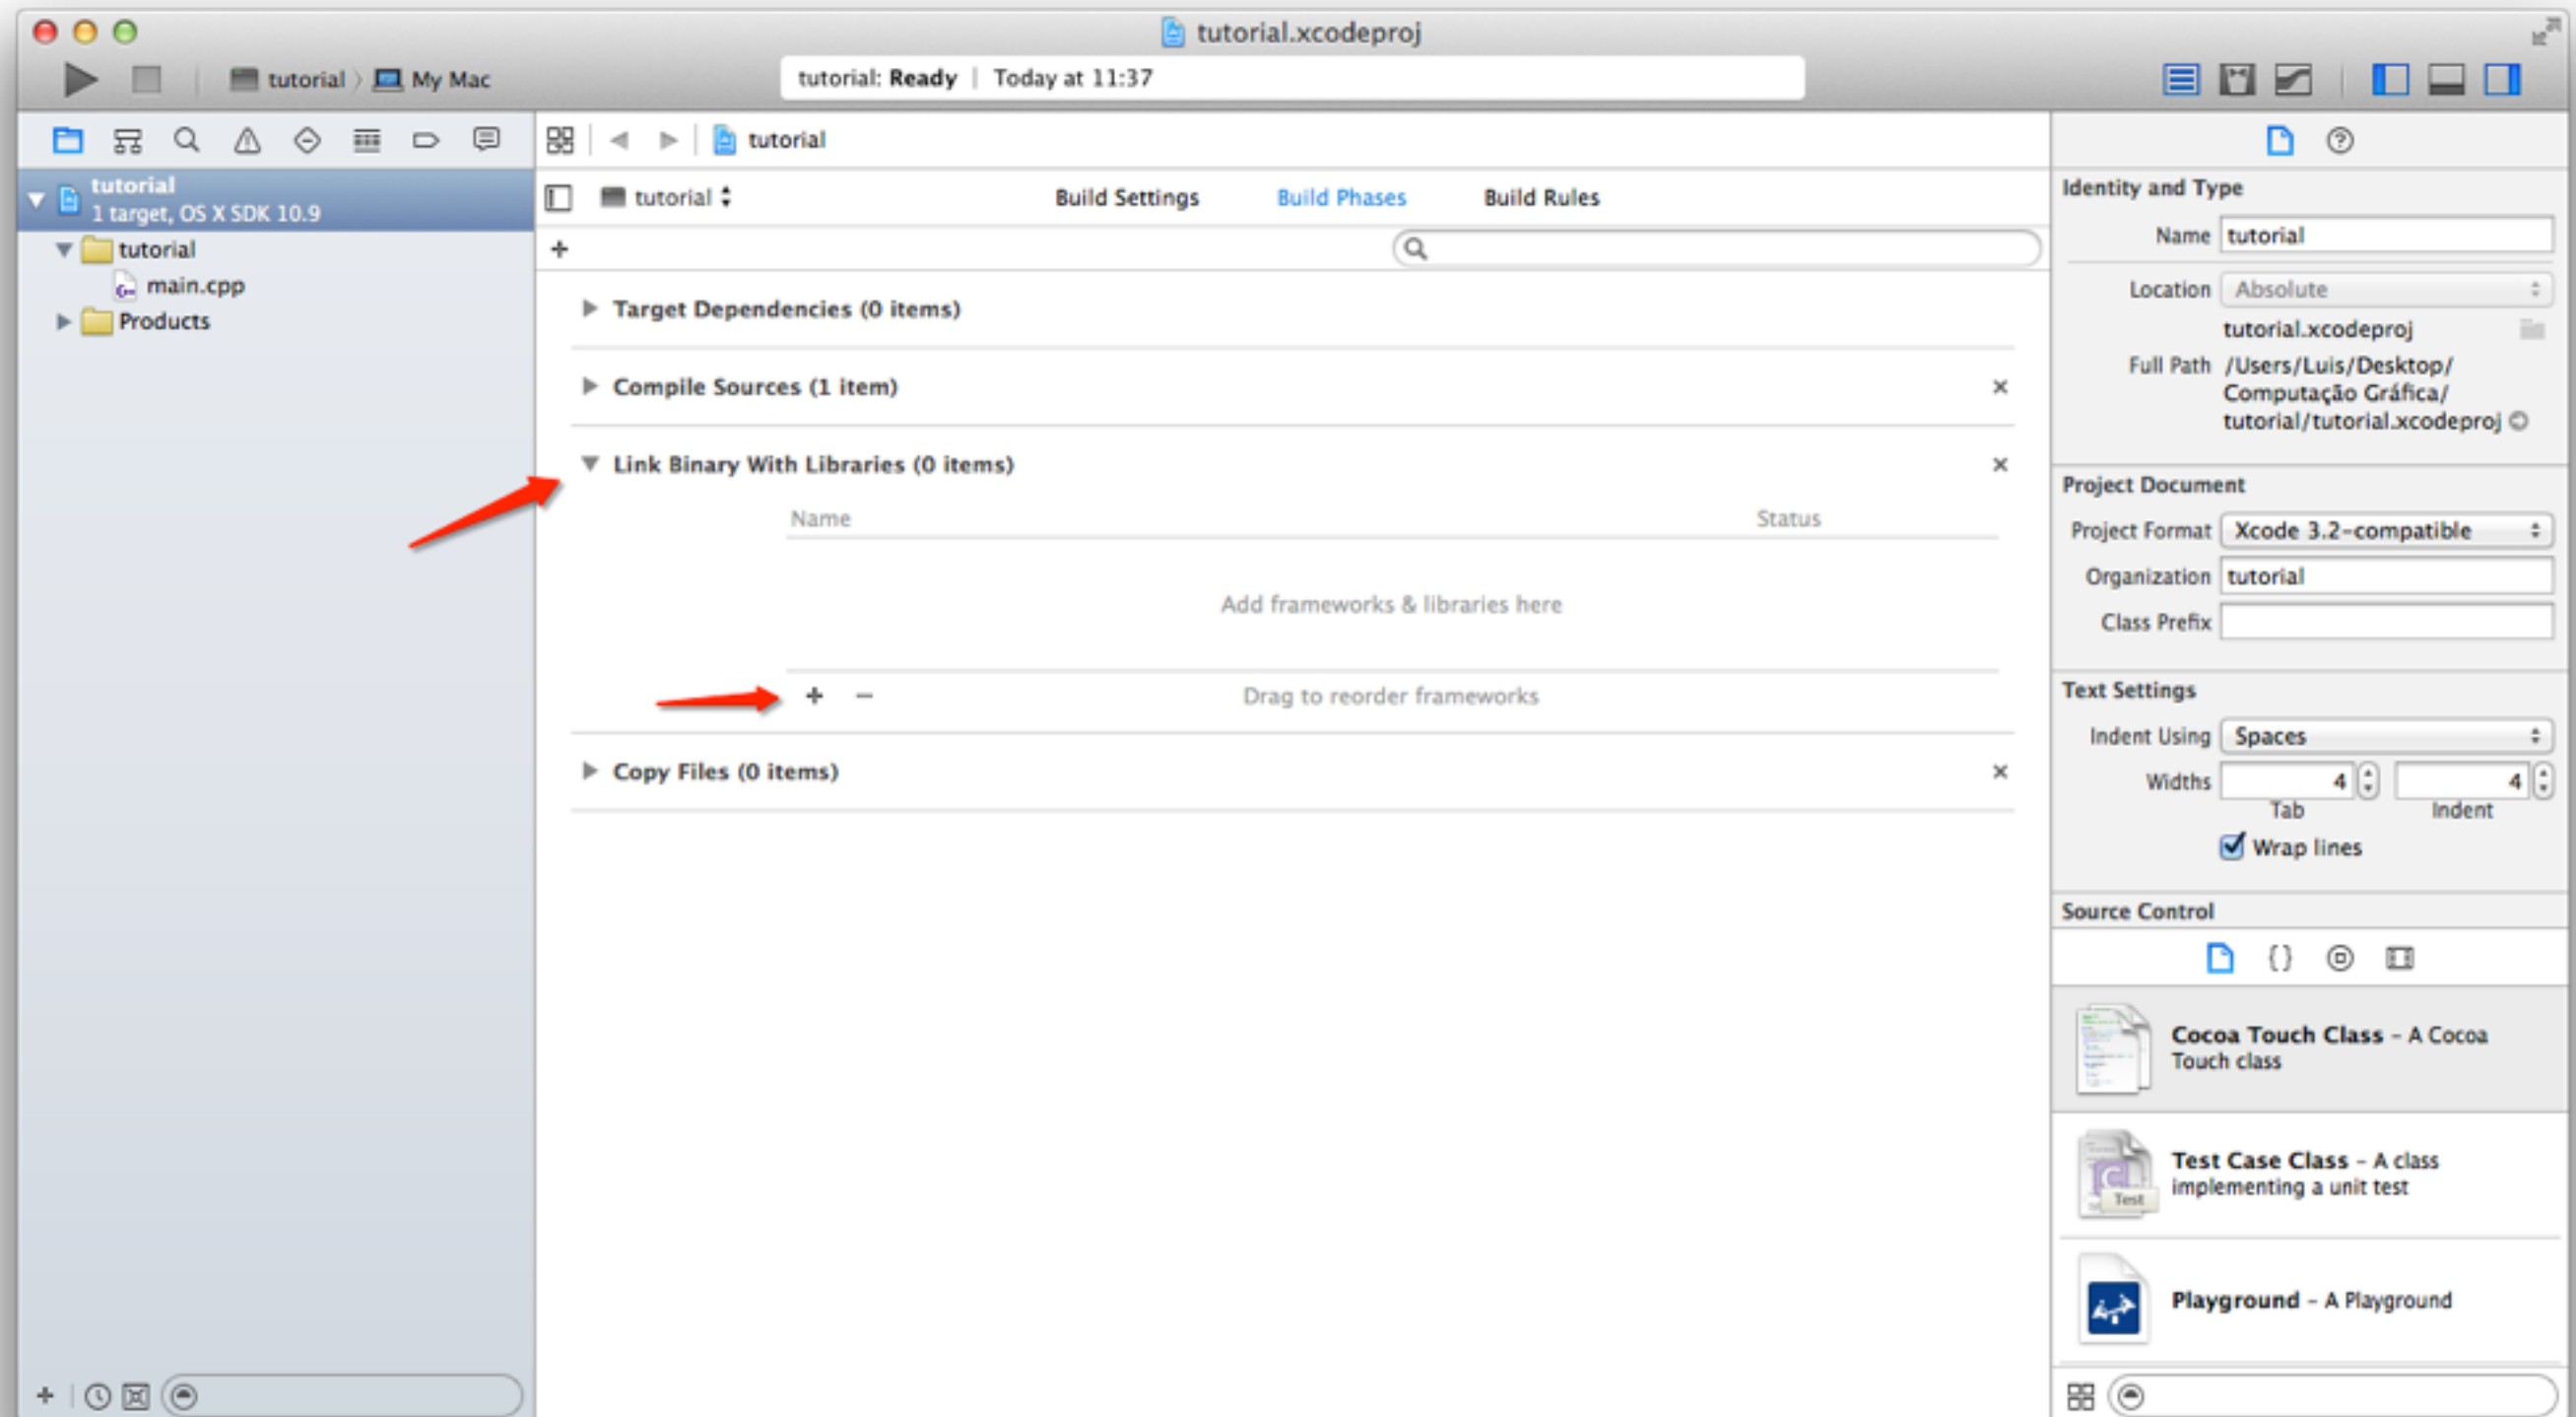 tutorial.xcodeproj
tutorial My Mac
tutorial: Ready | Today at 11:37
tutorial
1 target, OS X SDK 10.9
tutorial
main.cpp
Products
tutorial
tutorial
Build Settings Build Phases Build Rules
Target Dependencies (0 items)
Compile Sources (1 item)
Link Binary With Libraries (0 items)
Name Status
Add frameworks & libraries here
Drag to reorder frameworks
Copy Files (0 items)
Identity and Type
Name tutorial
Location Absolute
tutorial.xcodeproj
Full Path /Users/Luis/Desktop/
Computação Gráfica/
tutorial/tutorial.xcodeproj
Project Document
Project Format Xcode 3.2-compatible
Organization tutorial
Class Prefix
Text Settings
Indent Using Spaces
Widths 4 4
Tab Indent
Wrap lines
Source Control
Cocoa Touch Class - A Cocoa
Touch class
Test Case Class - A class
implementing a unit test
Test
Playground - A Playground